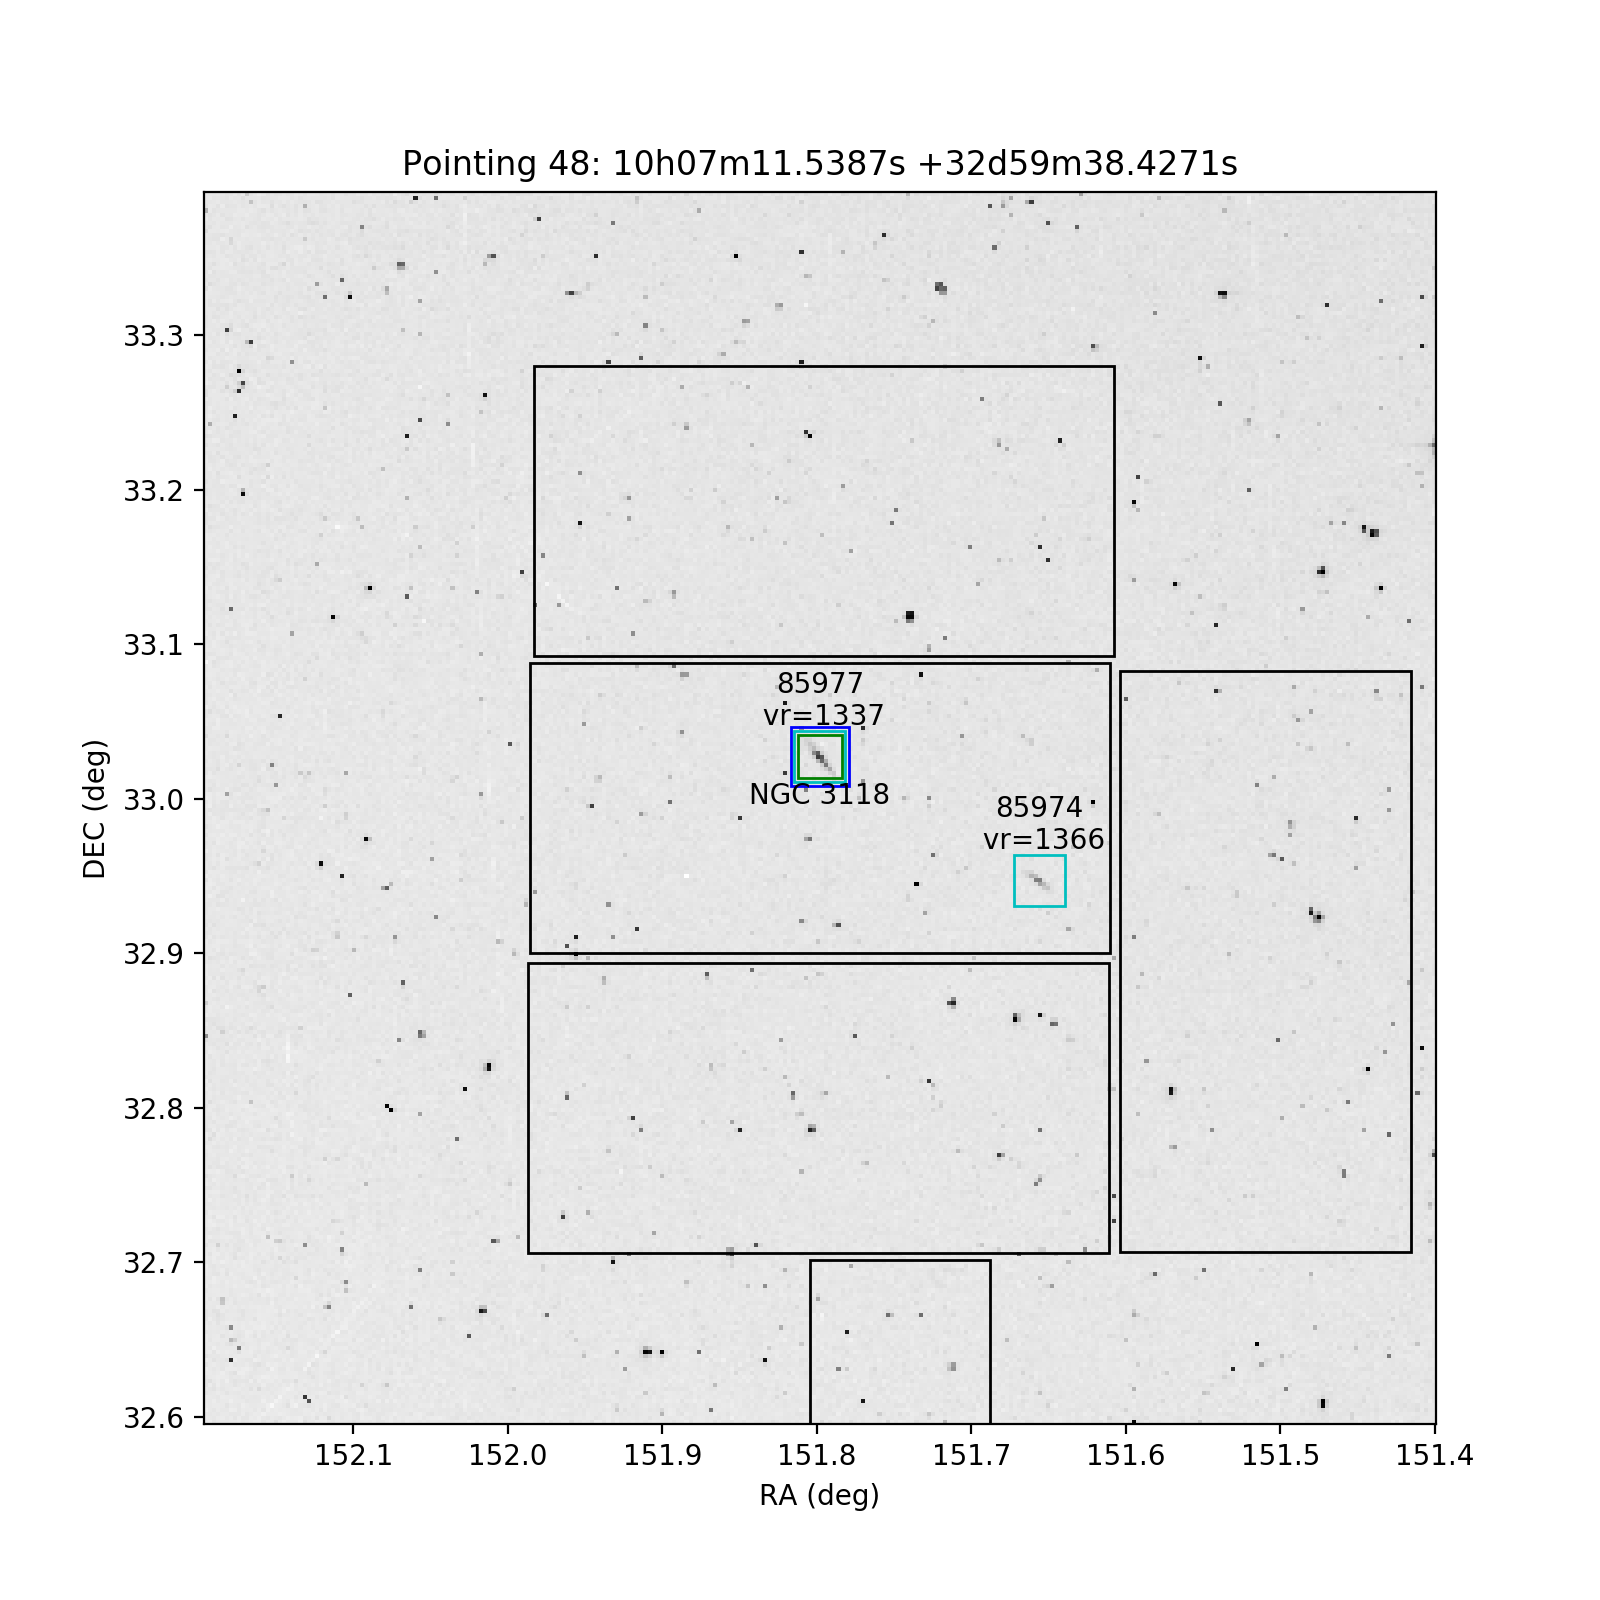 Pointing 48: 10h07m11.5387s +32d59m38.4271s
33.3
33.2
33.1
33.0
32.9
32.8
32.7
32.6
DEC (deg)
85977
vr=1337
NGC 3118
85974
vr=1366
152.1 152.0 151.9 151.8 151.7 151.6 151.5 151.4
RA (deg)